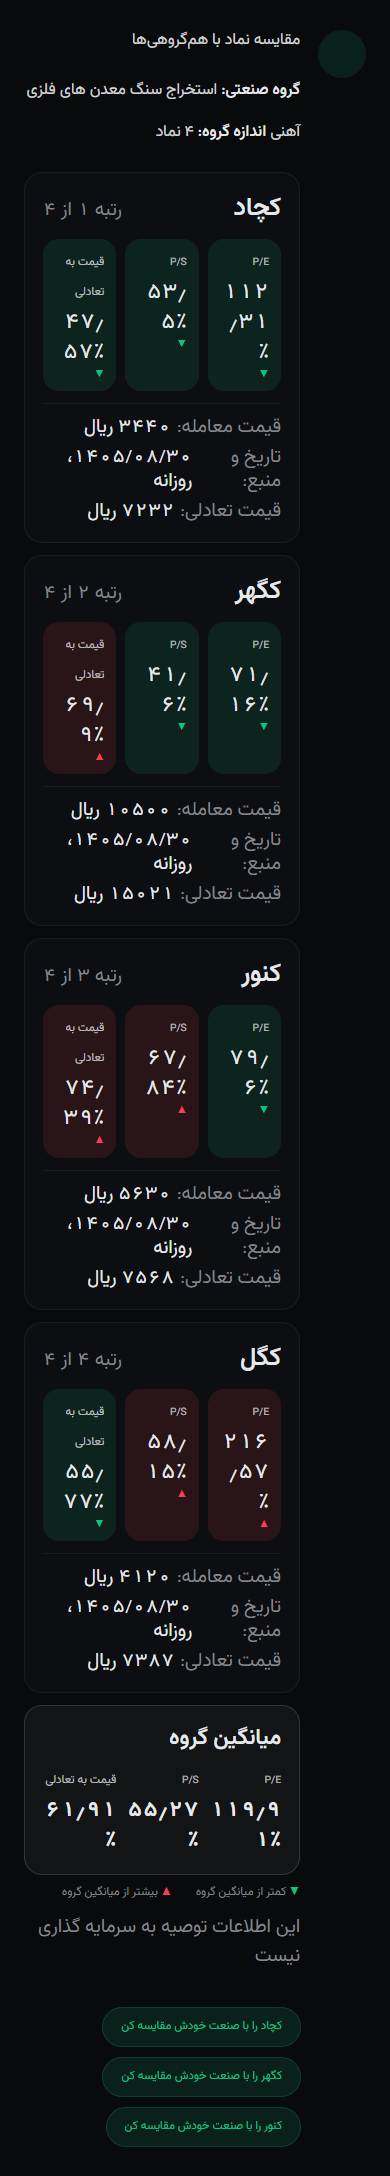 مقایسه نماد با هم‌گروهی‌ها
گروه صنعتی: استخراج سنگ معدن های فلزی
آهنی اندازه گروه: ۴ نماد
کچاد
رتبه ۱ از ۴
P/E
۱۱۲
٫۳۱
٪
▼
P/S
۵۳٫
۵٪
▼
قیمت به
تعادلی
۴۷٫
۵۷٪
▼
قیمت معامله: ۳۴۴۰ ریال
تاریخ و منبع: ۱۴۰۵/۰۸/۳۰، روزانه
قیمت تعادلی: ۷۲۳۲ ریال
کگهر
رتبه ۲ از ۴
P/E
۷۱٫
۱۶٪
▼
P/S
۴۱٫
۶٪
▼
قیمت به
تعادلی
۶۹٫
۹٪
▲
قیمت معامله: ۱۰۵۰۰ ریال
تاریخ و منبع: ۱۴۰۵/۰۸/۳۰، روزانه
قیمت تعادلی: ۱۵۰۲۱ ریال
کنور
رتبه ۳ از ۴
P/E
۷۹٫
۶٪
▼
P/S
۶۷٫
۸۴٪
▲
قیمت به
تعادلی
۷۴٫
۳۹٪
▲
قیمت معامله: ۵۶۳۰ ریال
تاریخ و منبع: ۱۴۰۵/۰۸/۳۰، روزانه
قیمت تعادلی: ۷۵۶۸ ریال
کگل
رتبه ۴ از ۴
P/E
۲۱۶
٫۵۷
٪
▲
P/S
۵۸٫
۱۵٪
▲
قیمت به
تعادلی
۵۵٫
۷۷٪
▼
قیمت معامله: ۴۱۲۰ ریال
تاریخ و منبع: ۱۴۰۵/۰۸/۳۰، روزانه
قیمت تعادلی: ۷۳۸۷ ریال
میانگین گروه
P/E
۱۱۹٫۹
۱٪
P/S
۵۵٫۲۷
٪
قیمت به تعادلی
۶۱٫۹۱
٪
▼ کمتر از میانگین گروه ▲ بیشتر از میانگین گروه
این اطلاعات توصیه به سرمایه گذاری
نیست
کچاد را با صنعت خودش مقایسه کن
کگهر را با صنعت خودش مقایسه کن
کنور را با صنعت خودش مقایسه کن